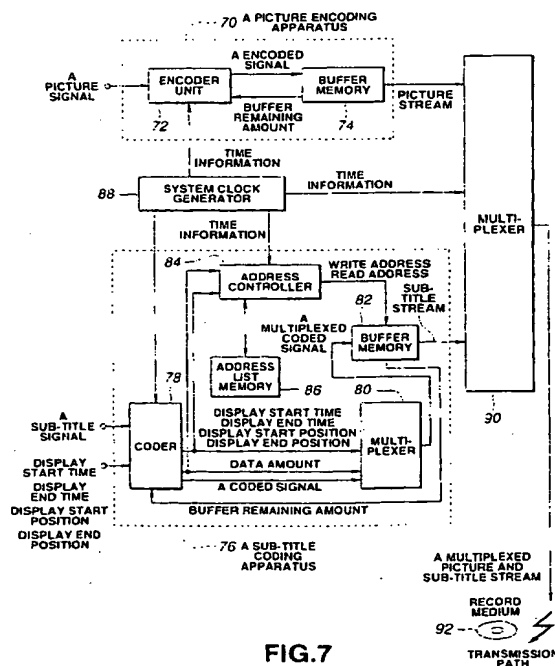 70 A PICTURE ENCODING
APPARATUS
A
PICTURE SIGNAL
ENCODER
UNIT
72
A ENCODED
SIGNAL
BUFFER
REMAINING
AMOUNT
BUFFER
MEMORY
74
PICTURE
STREAM
TIME
INFORMATION
88
SYSTEM CLOCK
GENERATOR
TIME
INFORMATION
TIME
INFORMATION
MULTI-
PLEXER
90
84
ADDRESS
CONTROLLER
WRITE ADDRESS
READ ADDRESS
SUB-
TITLE
STREAM
82
A
MULTIPLEXED
CODED
SIGNAL
BUFFER
MEMORY
ADDRESS
LIST
MEMORY
86
78
80
A
SUB-TITLE
SIGNAL
CODER
DISPLAY
START TIME
DISPLAY
END TIME
DISPLAY START
POSITION
DISPLAY END
POSITION
DISPLAY START TIME
DISPLAY END TIME
DISPLAY START POSITION
DISPLAY END POSITION
DATA AMOUNT
A CODED SIGNAL
BUFFER REMAINING AMOUNT
MULTI-
PLEXER
76 A SUB-TITLE
CODING
APPARATUS
A MULTIPLEXED
PICTURE AND
SUB-TITLE STREAM
RECORD
MEDIUM
92
TRANSMISSION
PATH
FIG.7